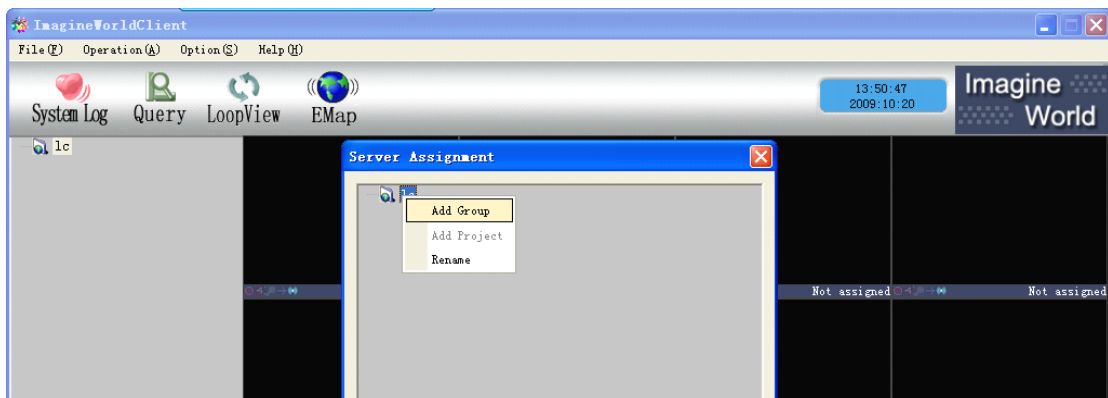 ImagineWorldClient
File(F) Operation(A) Option(S) Help(H)
System Log Query LoopView EMap
13:50:47
2009:10:20
Imagine
World
lc
Server Assignment
lc
Add Group
Add Project
Rename
Not assigned Not assigned